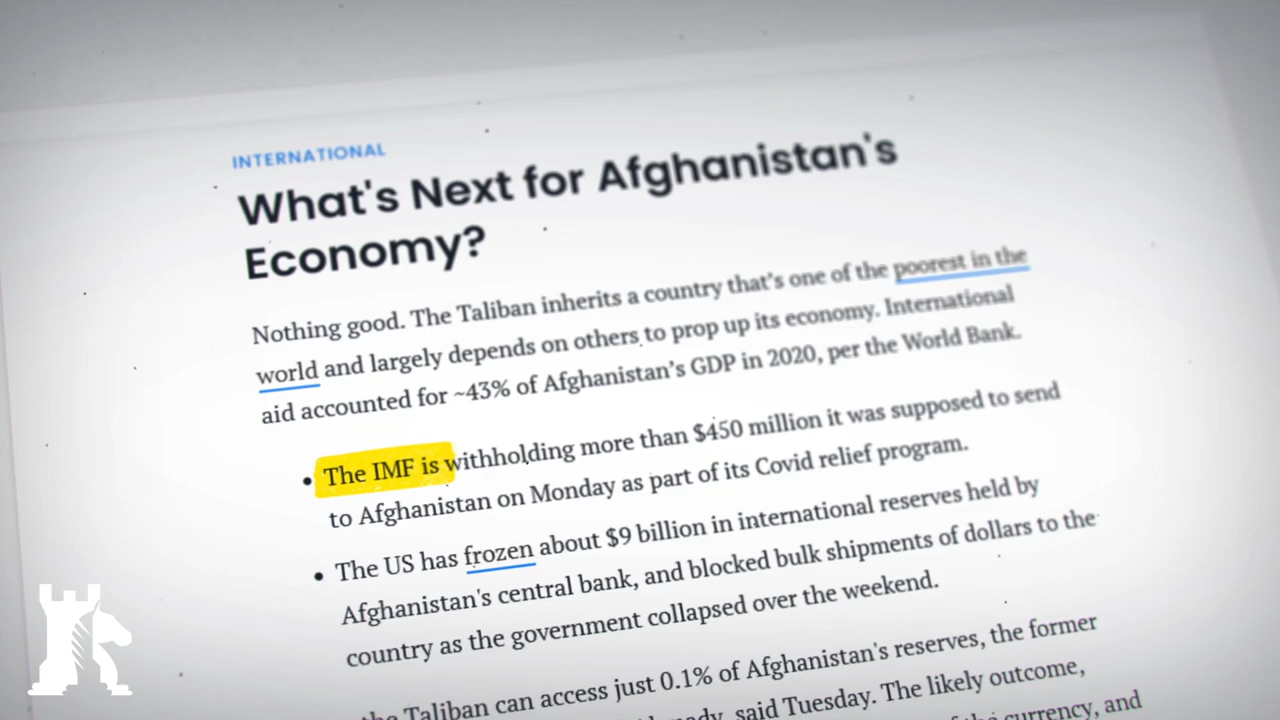 INTERNATIONAL
What's Next for Afghanistan's
Economy?
Nothing good. The Taliban inherits a country that's one of the poorest in the
world and largely depends on others to prop up its economy. International
aid accounted for ~43% of Afghanistan's GDP in 2020, per the World Bank.
• The IMF is withholding more than $450 million it was supposed to send
to Afghanistan on Monday as part of its Covid relief program.
• The US has frozen about $9 billion in international reserves held by
Afghanistan's central bank, and blocked bulk shipments of dollars to the
country as the government collapsed over the weekend.
the Taliban can access just 0.1% of Afghanistan's reserves, the former
said Tuesday. The likely outcome,
of the currency, and